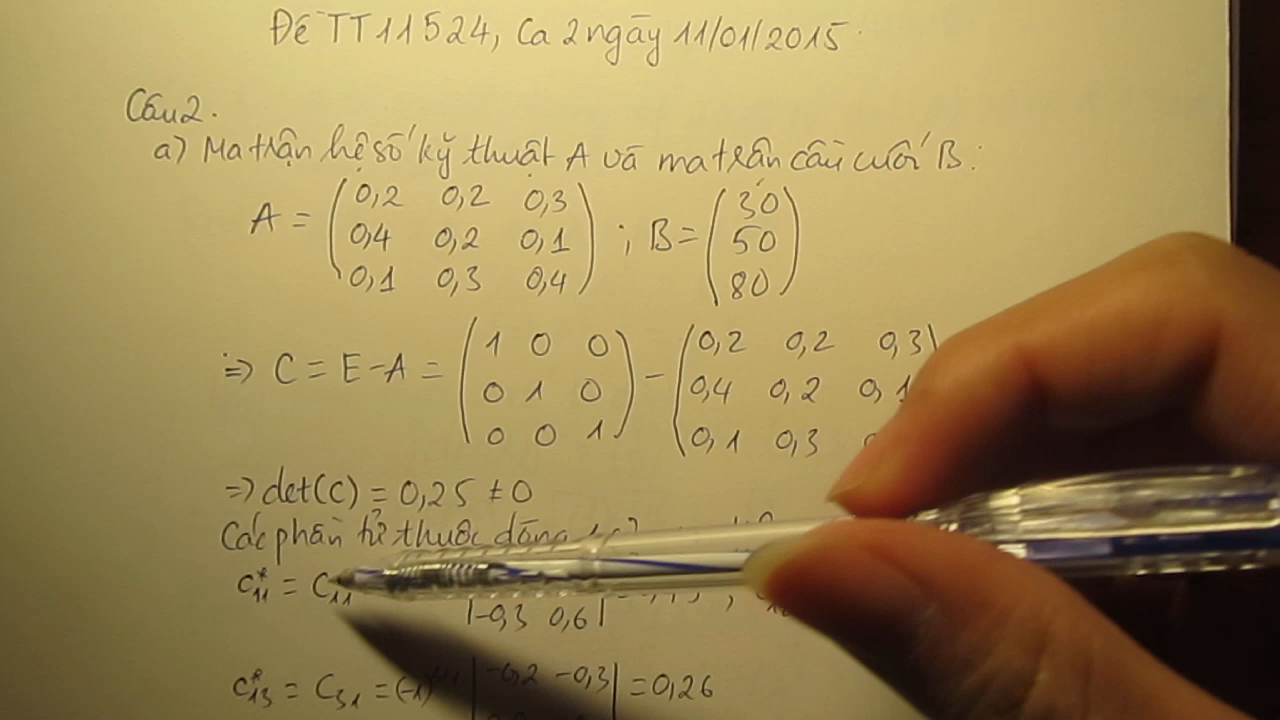 Đề TT11524, Ca 2 ngày 11/01/2015
Câu 2.
a) Ma trận hệ số kỹ thuật A và ma trận cầu cuối B:
A = (0,2 0,2 0,3 ; B = (30
0,4 0,2 0,1 50
0,1 0,3 0,4) 80)
=> C = E - A = (1 0 0 - (0,2 0,2 0,3
0 1 0 0,4 0,2 0,1
0 0 1) 0,1 0,3
=> det(C) = 0,25 ≠ 0
Các phần tử thuộc dòng
c*11 = C11 |-0,3 0,6|
c*13 = C31 = (-1) |-0,2 -0,3| = 0,26